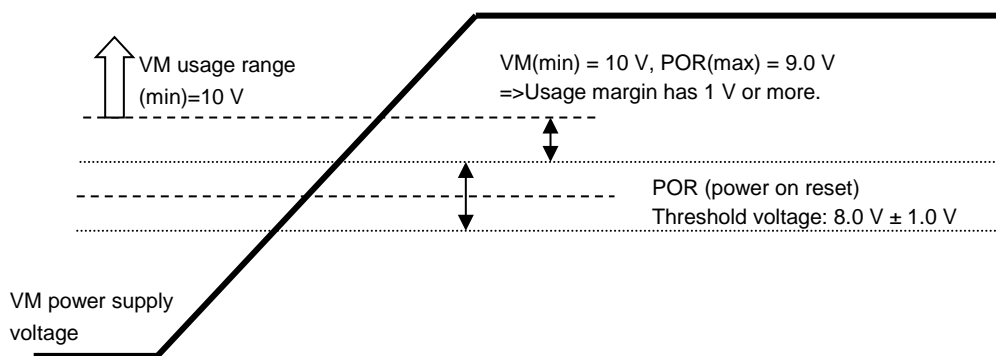 VM usage range
(min)=10 V
VM(min) = 10 V, POR(max) = 9.0 V
=>Usage margin has 1 V or more.
POR (power on reset)
Threshold voltage: 8.0 V ± 1.0 V
VM power supply
voltage